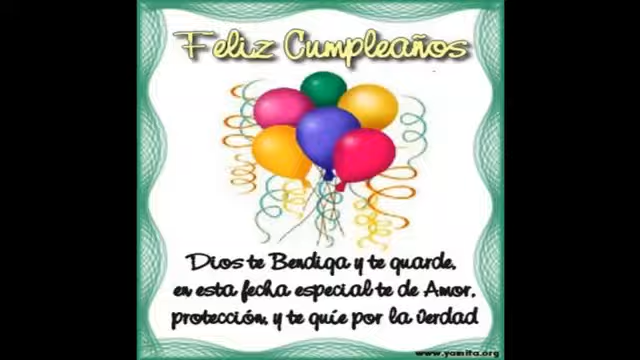 Feliz Cumpleaños
Dios te Bendiga y te guarde,
en esta fecha especial te de Amor,
protección, y te guíe por la Verdad
www.yamita.org